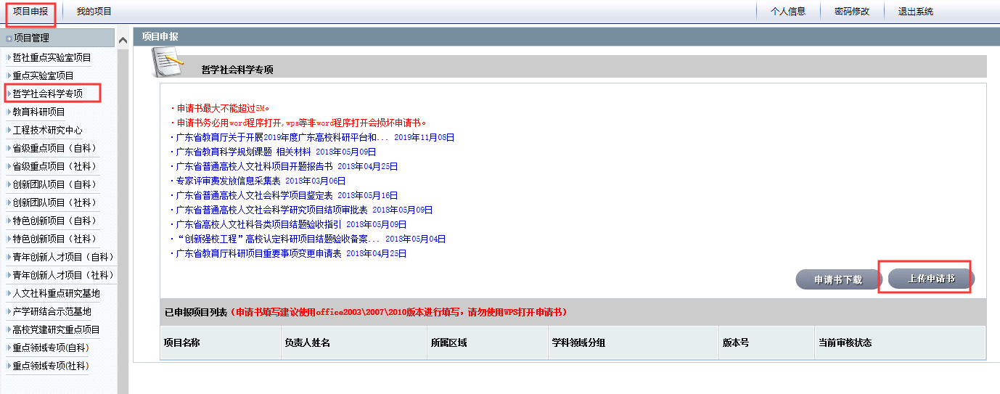 项目申报 我的项目 个人信息 密码修改 退出系统
项目管理
哲社重点实验室项目
重点实验室项目
哲学社会科学专项
教育科研项目
工程技术研究中心
省级重点项目（自科）
省级重点项目（社科）
创新团队项目（自科）
创新团队项目（社科）
特色创新项目（自科）
特色创新项目（社科）
青年创新人才项目（自科）
青年创新人才项目（社科）
人文社科重点研究基地
产学研结合示范基地
高校党建研究重点项目
重点领域专项(自科)
重点领域专项(社科)
项目申报
哲学社会科学专项
·申请书最大不能超过5M。
·申请书务必用word程序打开,wps等非word程序打开会损坏申请书。
·广东省教育厅关于开展2019年度广东高校科研平台和... 2019年11月08日
·广东省教育科学规划课题 相关材料 2018年05月09日
·广东省普通高校人文社科项目开题报告书 2018年04月25日
·专家评审费发放信息采集表 2018年03月06日
·广东省普通高校人文社会科学项目鉴定表 2018年05月16日
·广东省普通高校人文社会科学研究项目结项审批表 2018年05月09日
·广东省高校人文社科各类项目结题验收指引 2018年05月09日
·“创新强校工程”高校认定科研项目结题验收备案... 2018年05月04日
·广东省教育厅科研项目重要事项变更申请表 2018年04月25日
申请书下载 上传申请书
已申报项目列表（申请书填写建议使用office2003\2007\2010版本进行填写，请勿使用WPS打开申请书）
项目名称 负责人姓名 所属区域 学科领域分组 版本号 当前审核状态